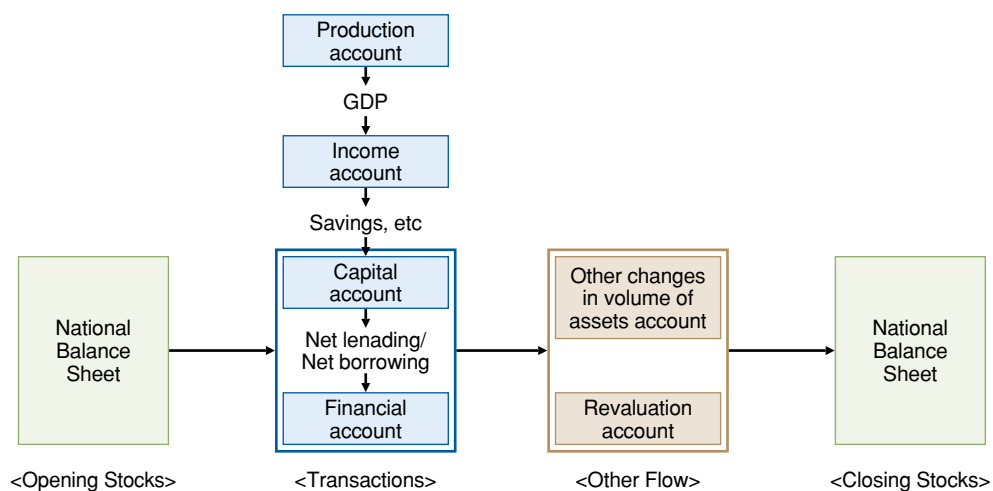 Production
account
GDP
Income
account
Savings, etc
Capital
account
Net lenading/
Net borrowing
Financial
account
National
Balance
Sheet
Other changes
in volume of
assets account
Revaluation
account
National
Balance
Sheet
<Opening Stocks>
<Transactions>
<Other Flow>
<Closing Stocks>